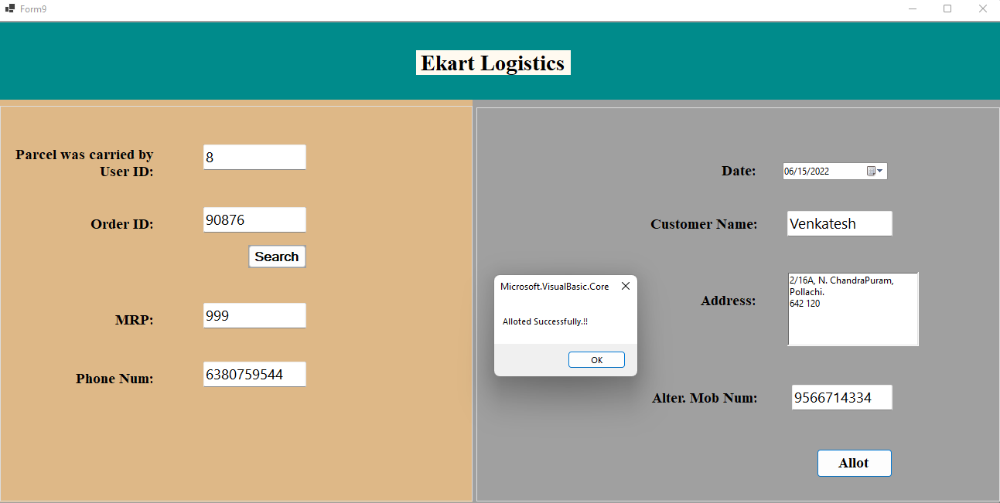 Form9
Ekart Logistics
Parcel was carried by
User ID:
8
Order ID:
90876
Search
MRP:
999
Phone Num:
6380759544
Date:
06/15/2022
Customer Name:
Venkatesh
Address:
2/16A, N. ChandraPuram,
Pollachi.
642 120
Alter. Mob Num:
9566714334
Allot
Microsoft.VisualBasic.Core
Alloted Successfully.!!
OK